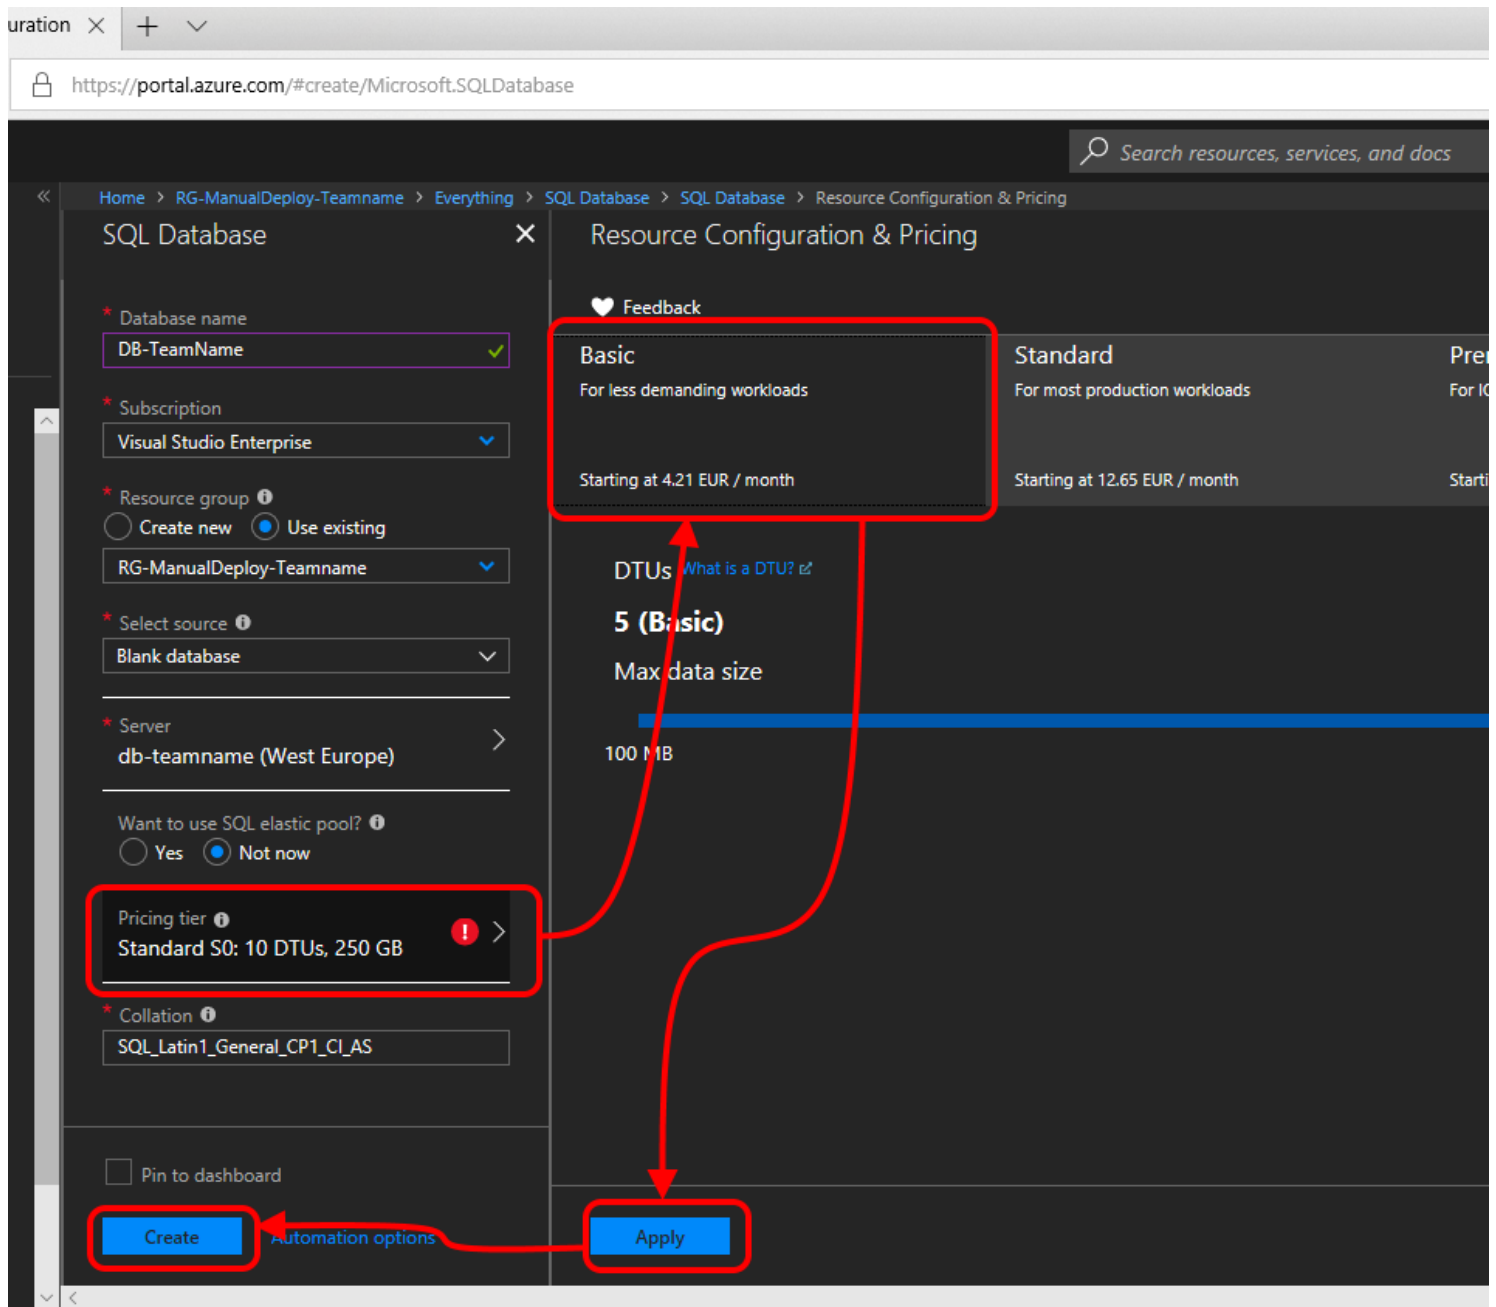 uration
https://portal.azure.com/#create/Microsoft.SQLDatabase
Search resources, services, and docs
Home > RG-ManualDeploy-Teamname > Everything > SQL Database > SQL Database > Resource Configuration & Pricing
SQL Database
* Database name
DB-TeamName
* Subscription
Visual Studio Enterprise
* Resource group
Create new
Use existing
RG-ManualDeploy-Teamname
* Select source
Blank database
* Server
db-teamname (West Europe)
Want to use SQL elastic pool?
Yes
Not now
Pricing tier
Standard S0: 10 DTUs, 250 GB
* Collation
SQL_Latin1_General_CP1_CI_AS
Pin to dashboard
Create
Automation options
Resource Configuration & Pricing
Feedback
Basic
For less demanding workloads
Starting at 4.21 EUR / month
Standard
For most production workloads
Starting at 12.65 EUR / month
Pre
For I
Starti
DTUs What is a DTU?
5 (Basic)
Max data size
100 MB
Apply